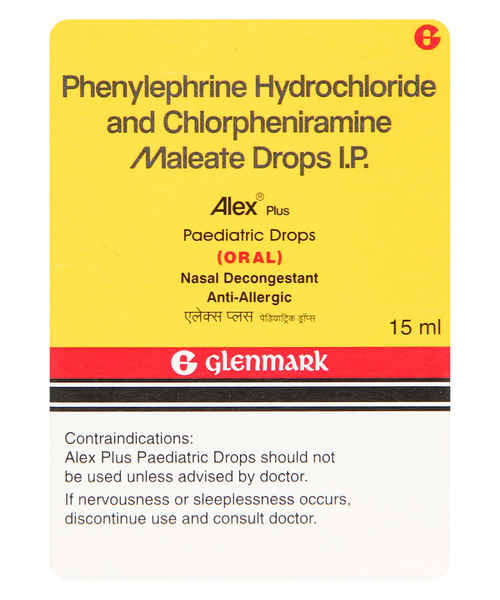 Phenylephrine Hydrochloride
and Chlorpheniramine
Maleate Drops I.P.
Alex® Plus
Paediatric Drops
(ORAL)
Nasal Decongestant
Anti-Allergic
एलेक्स प्लस पेडियाट्रिक ड्रॉप्स
15 ml
G GLENMARK
Contraindications:
Alex Plus Paediatric Drops should not
be used unless advised by doctor.
If nervousness or sleeplessness occurs,
discontinue use and consult doctor.